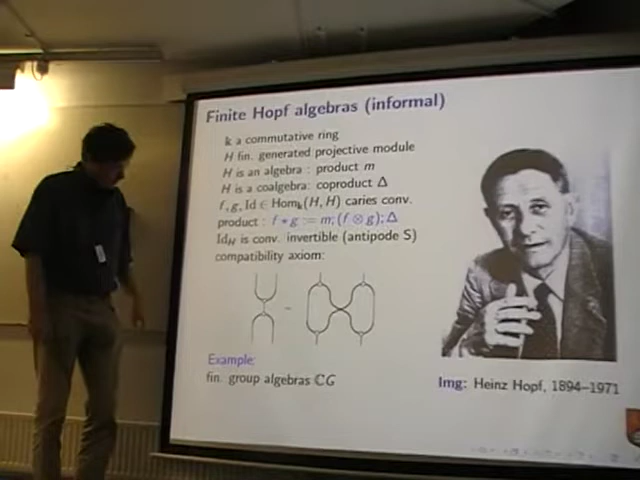 Finite Hopf algebras (informal)
k a commutative ring
H fin. generated projective module
H is an algebra : product m
H is a coalgebra: coproduct Δ
f, g, Id ∈ Homk(H, H) caries conv.
product : f * g := m; (f ⊗ g); Δ
IdH is conv. invertible (antipode S)
compatibility axiom:
Example:
fin. group algebras ℂG
Img: Heinz Hopf, 1894–1971